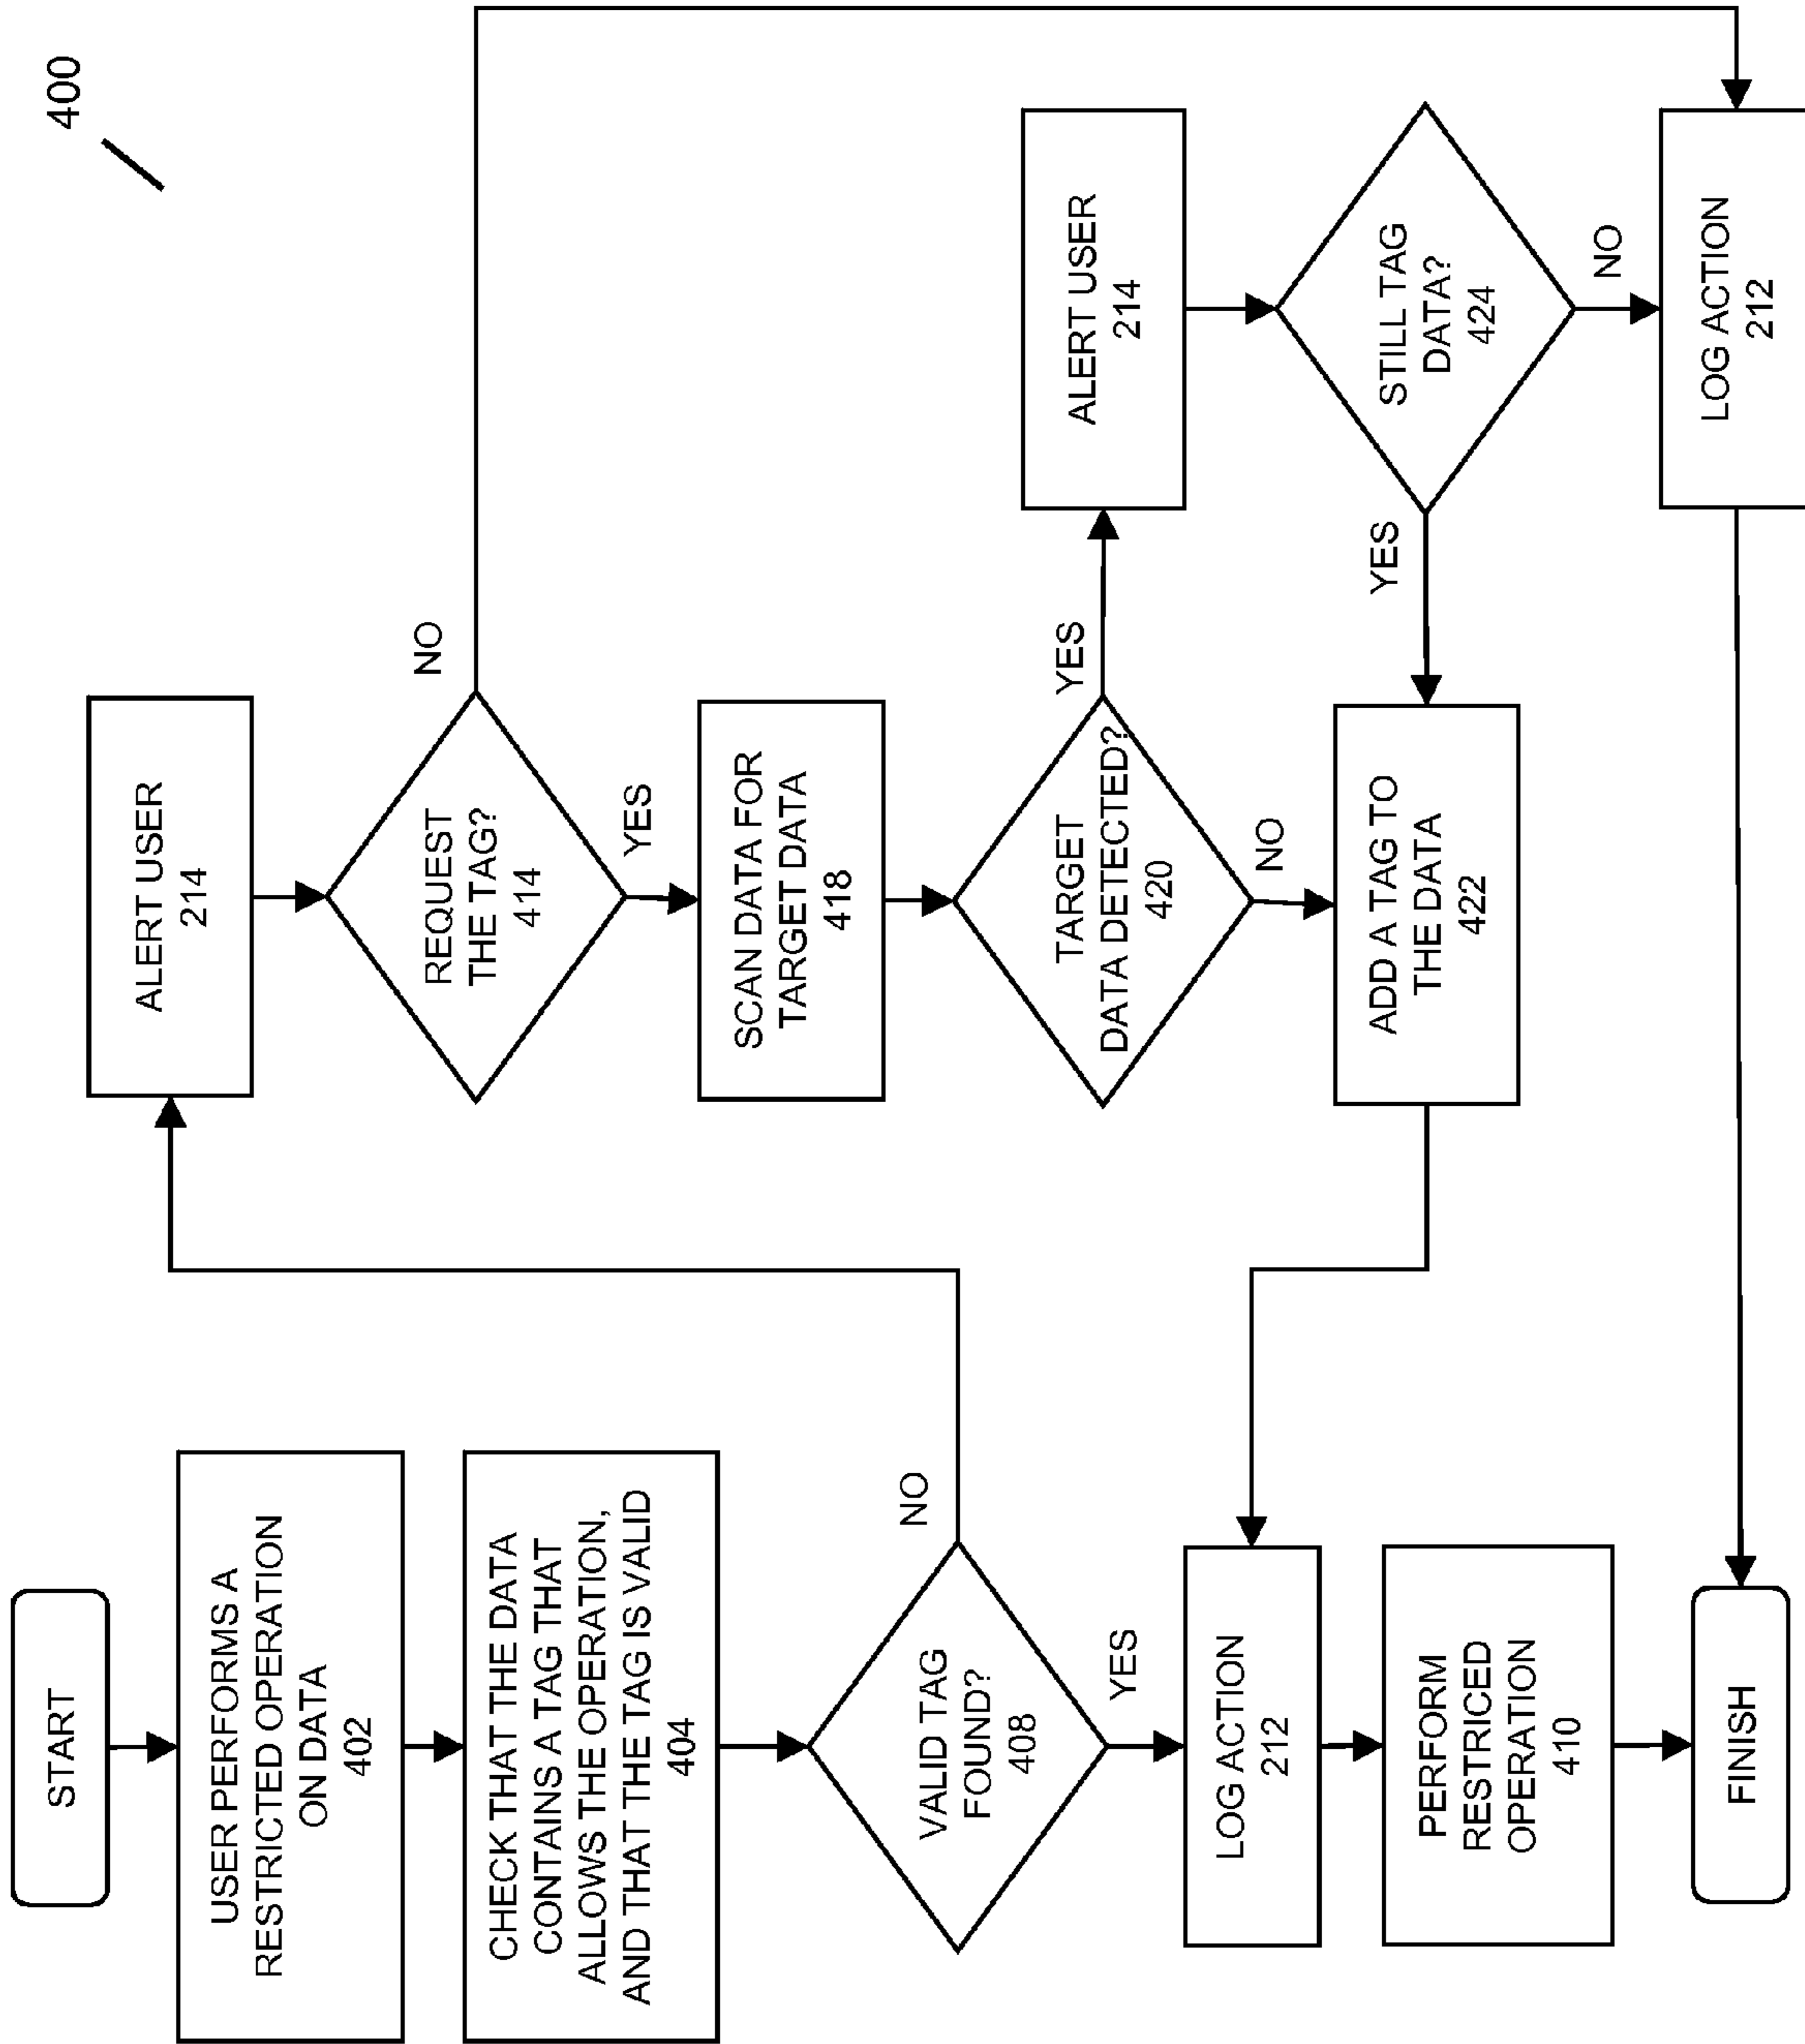 400
START
USER PERFORMS A
RESTRICTED OPERATION
ON DATA
402
CHECK THAT THE DATA
CONTAINS A TAG THAT
ALLOWS THE OPERATION,
AND THAT THE TAG IS VALID
404
VALID TAG
FOUND?
408
NO
YES
LOG ACTION
212
PERFORM
RESTRICED
OPERATION
410
FINISH
ALERT USER
214
REQUEST
THE TAG?
414
NO
YES
SCAN DATA FOR
TARGET DATA
418
TARGET
DATA DETECTED?
420
YES
NO
ADD A TAG TO
THE DATA
422
ALERT USER
214
STILL TAG
DATA?
424
YES
NO
LOG ACTION
212